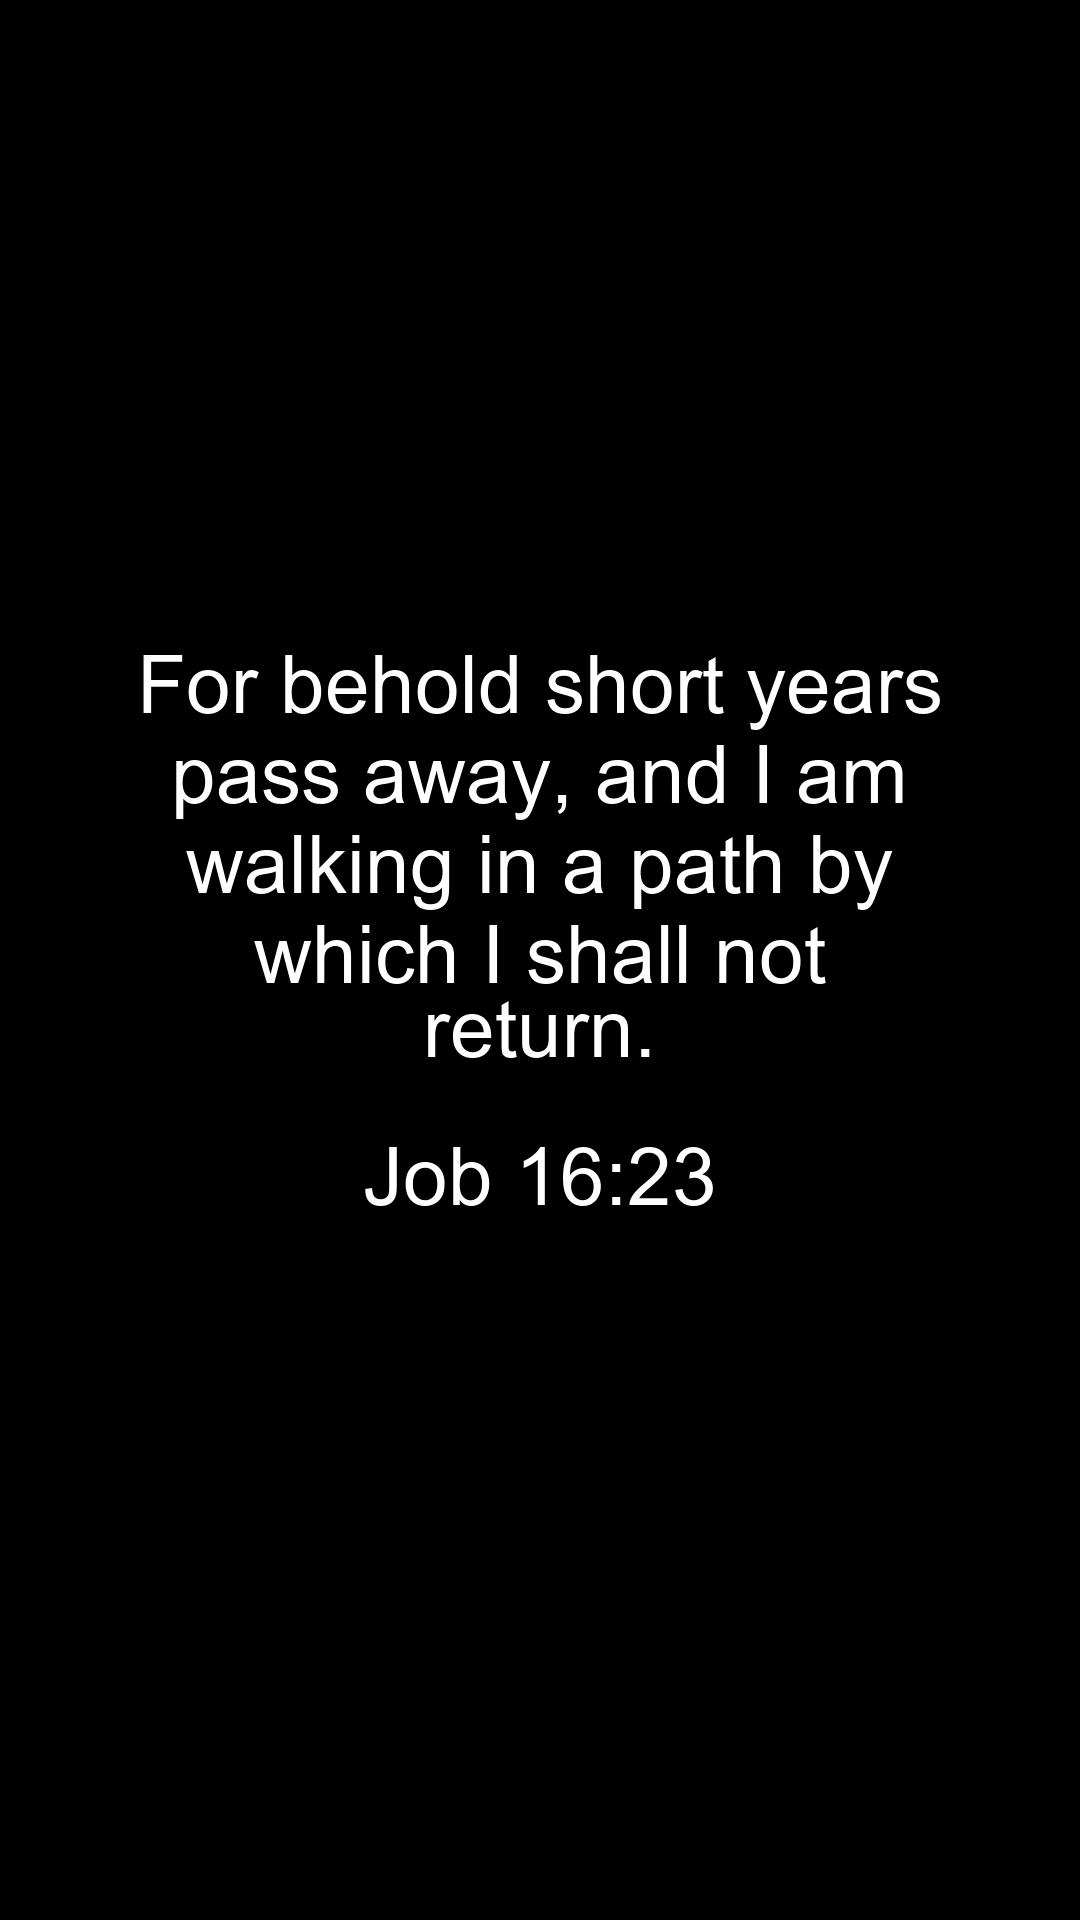 For behold short years
pass away, and I am
walking in a path by
which I shall not
return.
Job 16:23